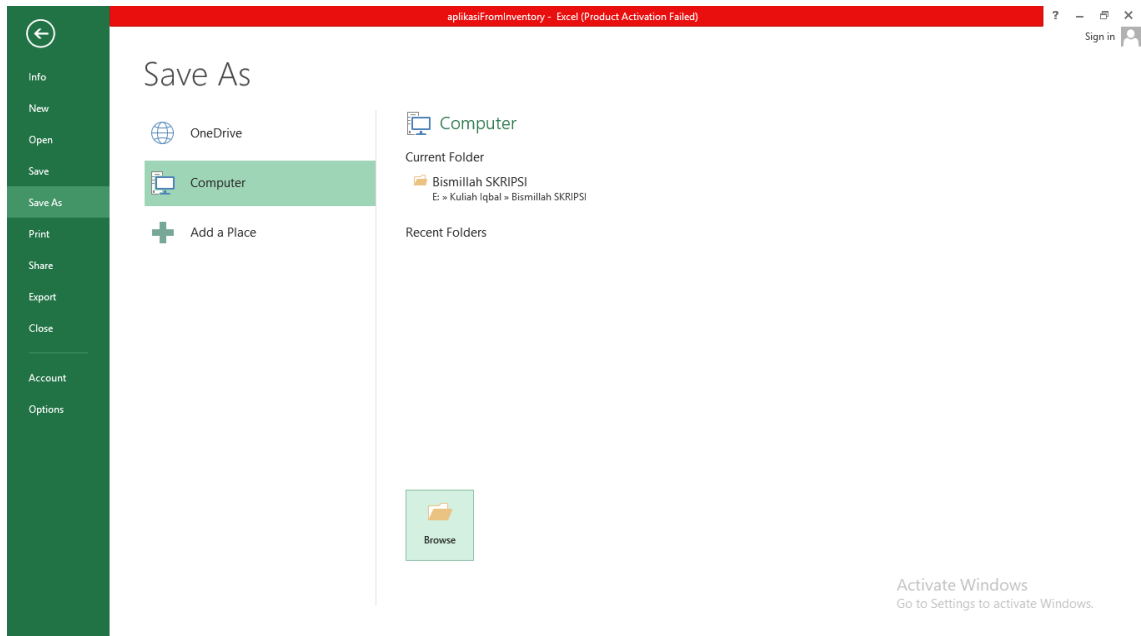 aplikasiFromInventory - Excel (Product Activation Failed)
?
Sign in
Info
New
Open
Save
Save As
Print
Share
Export
Close
Account
Options
Save As
OneDrive
Computer
Add a Place
Computer
Current Folder
Bismillah SKRIPSI
E: » Kuliah Iqbal » Bismillah SKRIPSI
Recent Folders
Browse
Activate Windows
Go to Settings to activate Windows.